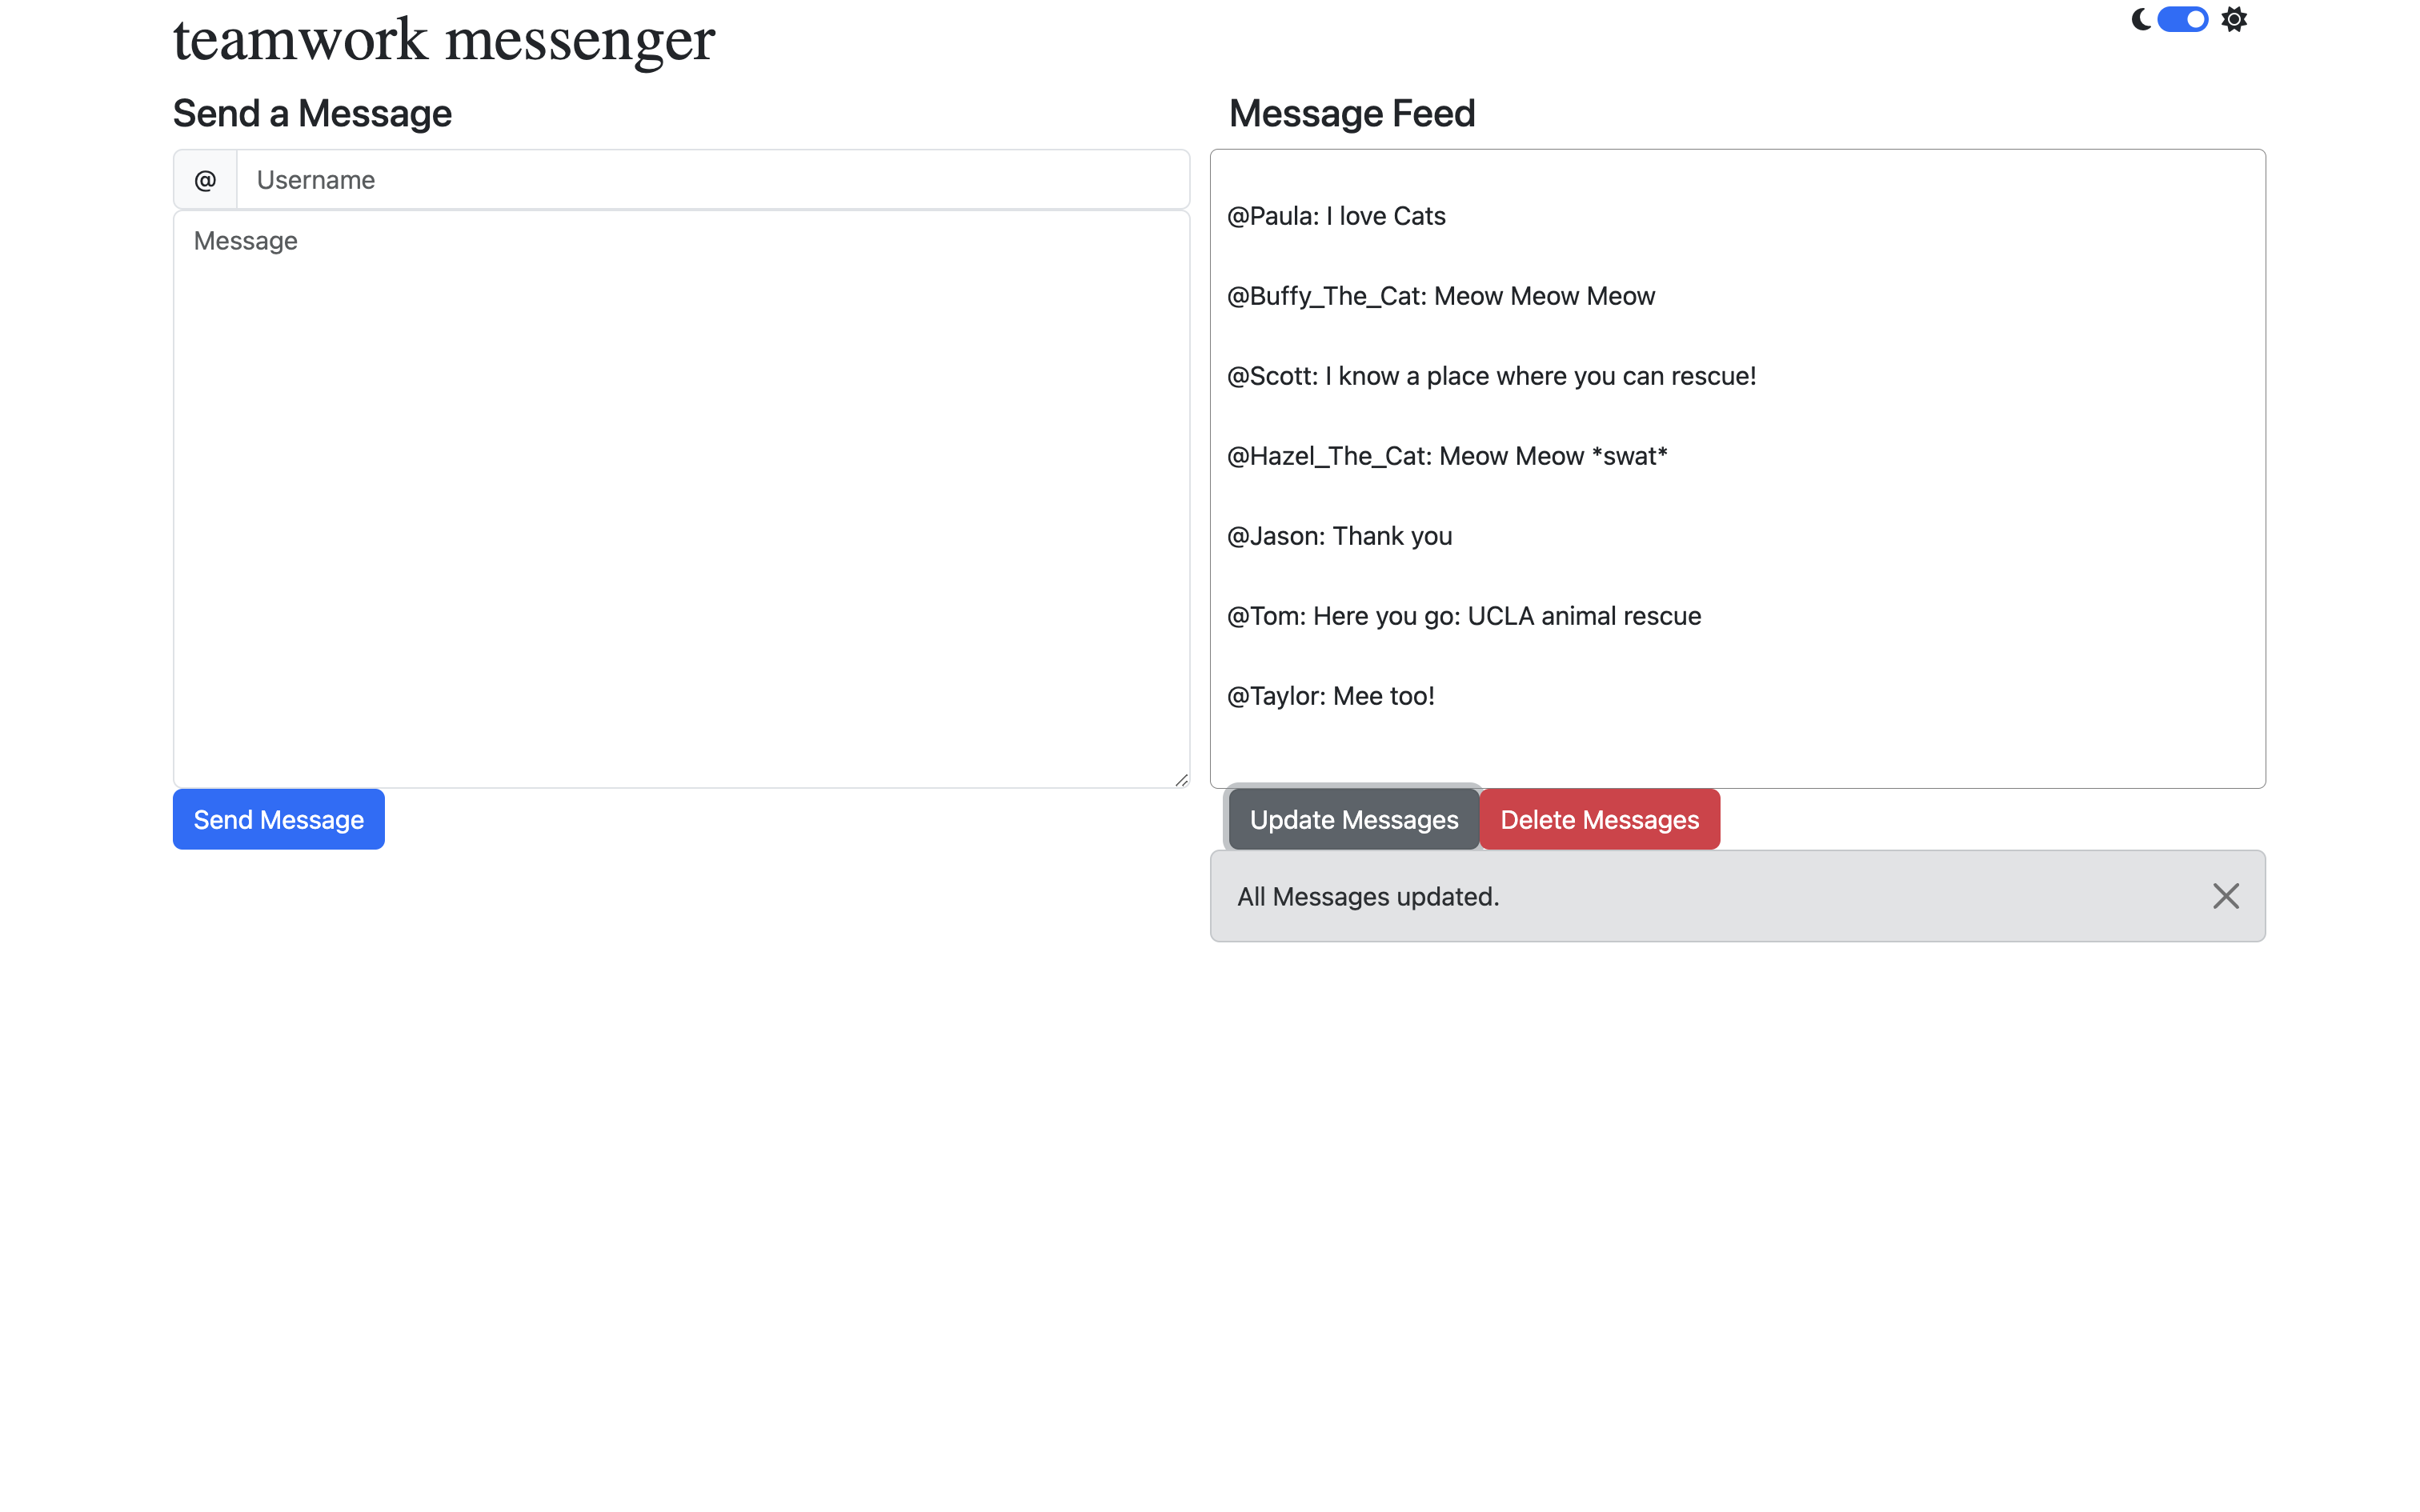 teamwork messenger
Send a Message
@ Username
Message
Send Message
Message Feed
@Paula: I love Cats
@Buffy_The_Cat: Meow Meow Meow
@Scott: I know a place where you can rescue!
@Hazel_The_Cat: Meow Meow *swat*
@Jason: Thank you
@Tom: Here you go: UCLA animal rescue
@Taylor: Mee too!
Update Messages Delete Messages
All Messages updated.